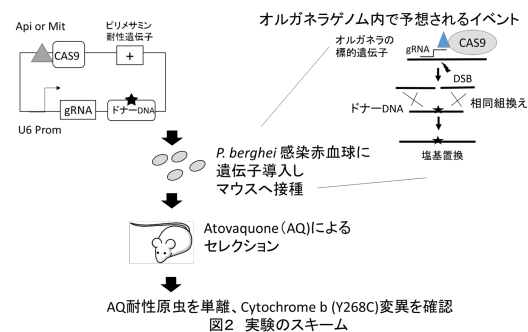 Api or Mit
ピリメサミン
耐性遺伝子
CAS9
+
gRNA
ドナーDNA
U6 Prom
オルガネラゲノム内で予想されるイベント
オルガネラの
標的遺伝子
gRNA
CAS9
DSB
ドナーDNA
相同組換え
塩基置換
P. berghei 感染赤血球に
遺伝子導入し
マウスへ接種
Atovaquone(AQ)による
セレクション
AQ耐性原虫を単離、Cytochrome b (Y268C)変異を確認
図2 実験のスキーム